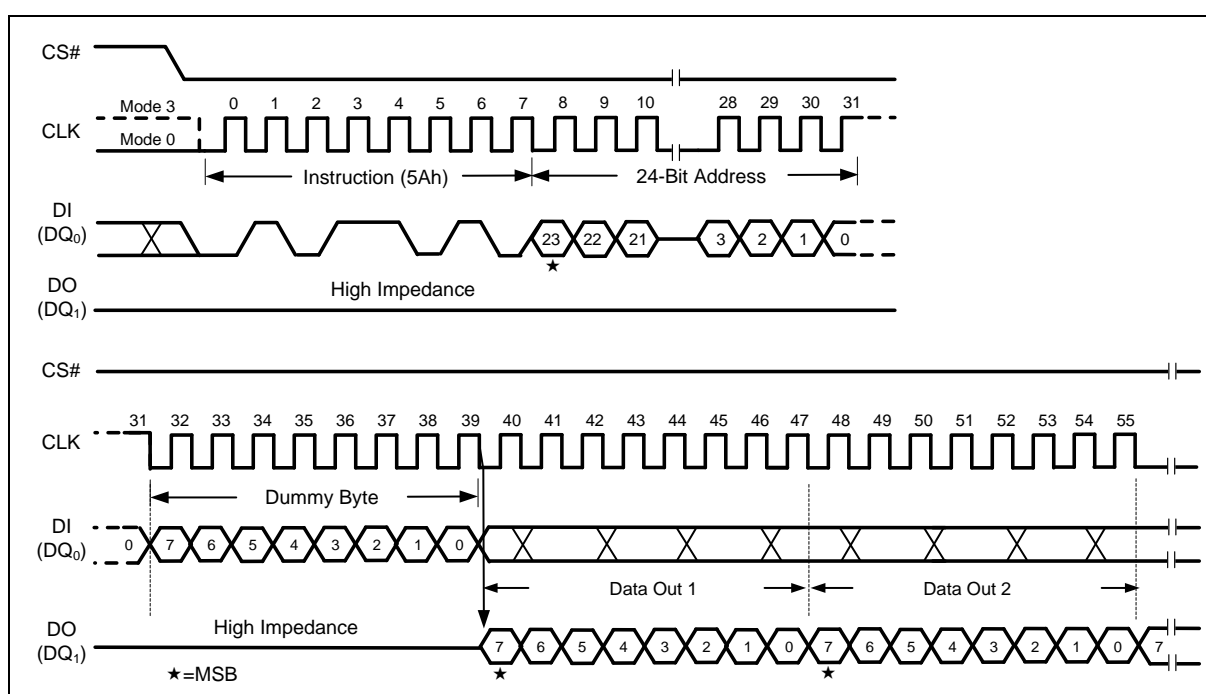 CS#
Mode 3
0 1 2 3 4 5 6 7 8 9 10 28 29 30 31
CLK
Mode 0
Instruction (5Ah) 24-Bit Address
DI
(DQ0)
23 22 21 3 2 1 0
★
DO
(DQ1)
High Impedance
CS#
31 32 33 34 35 36 37 38 39 40 41 42 43 44 45 46 47 48 49 50 51 52 53 54 55
CLK
Dummy Byte
DI
(DQ0)
0 7 6 5 4 3 2 1 0
Data Out 1 Data Out 2
DO
(DQ1)
High Impedance
7 6 5 4 3 2 1 0 7 6 5 4 3 2 1 0 7
★=MSB ★ ★